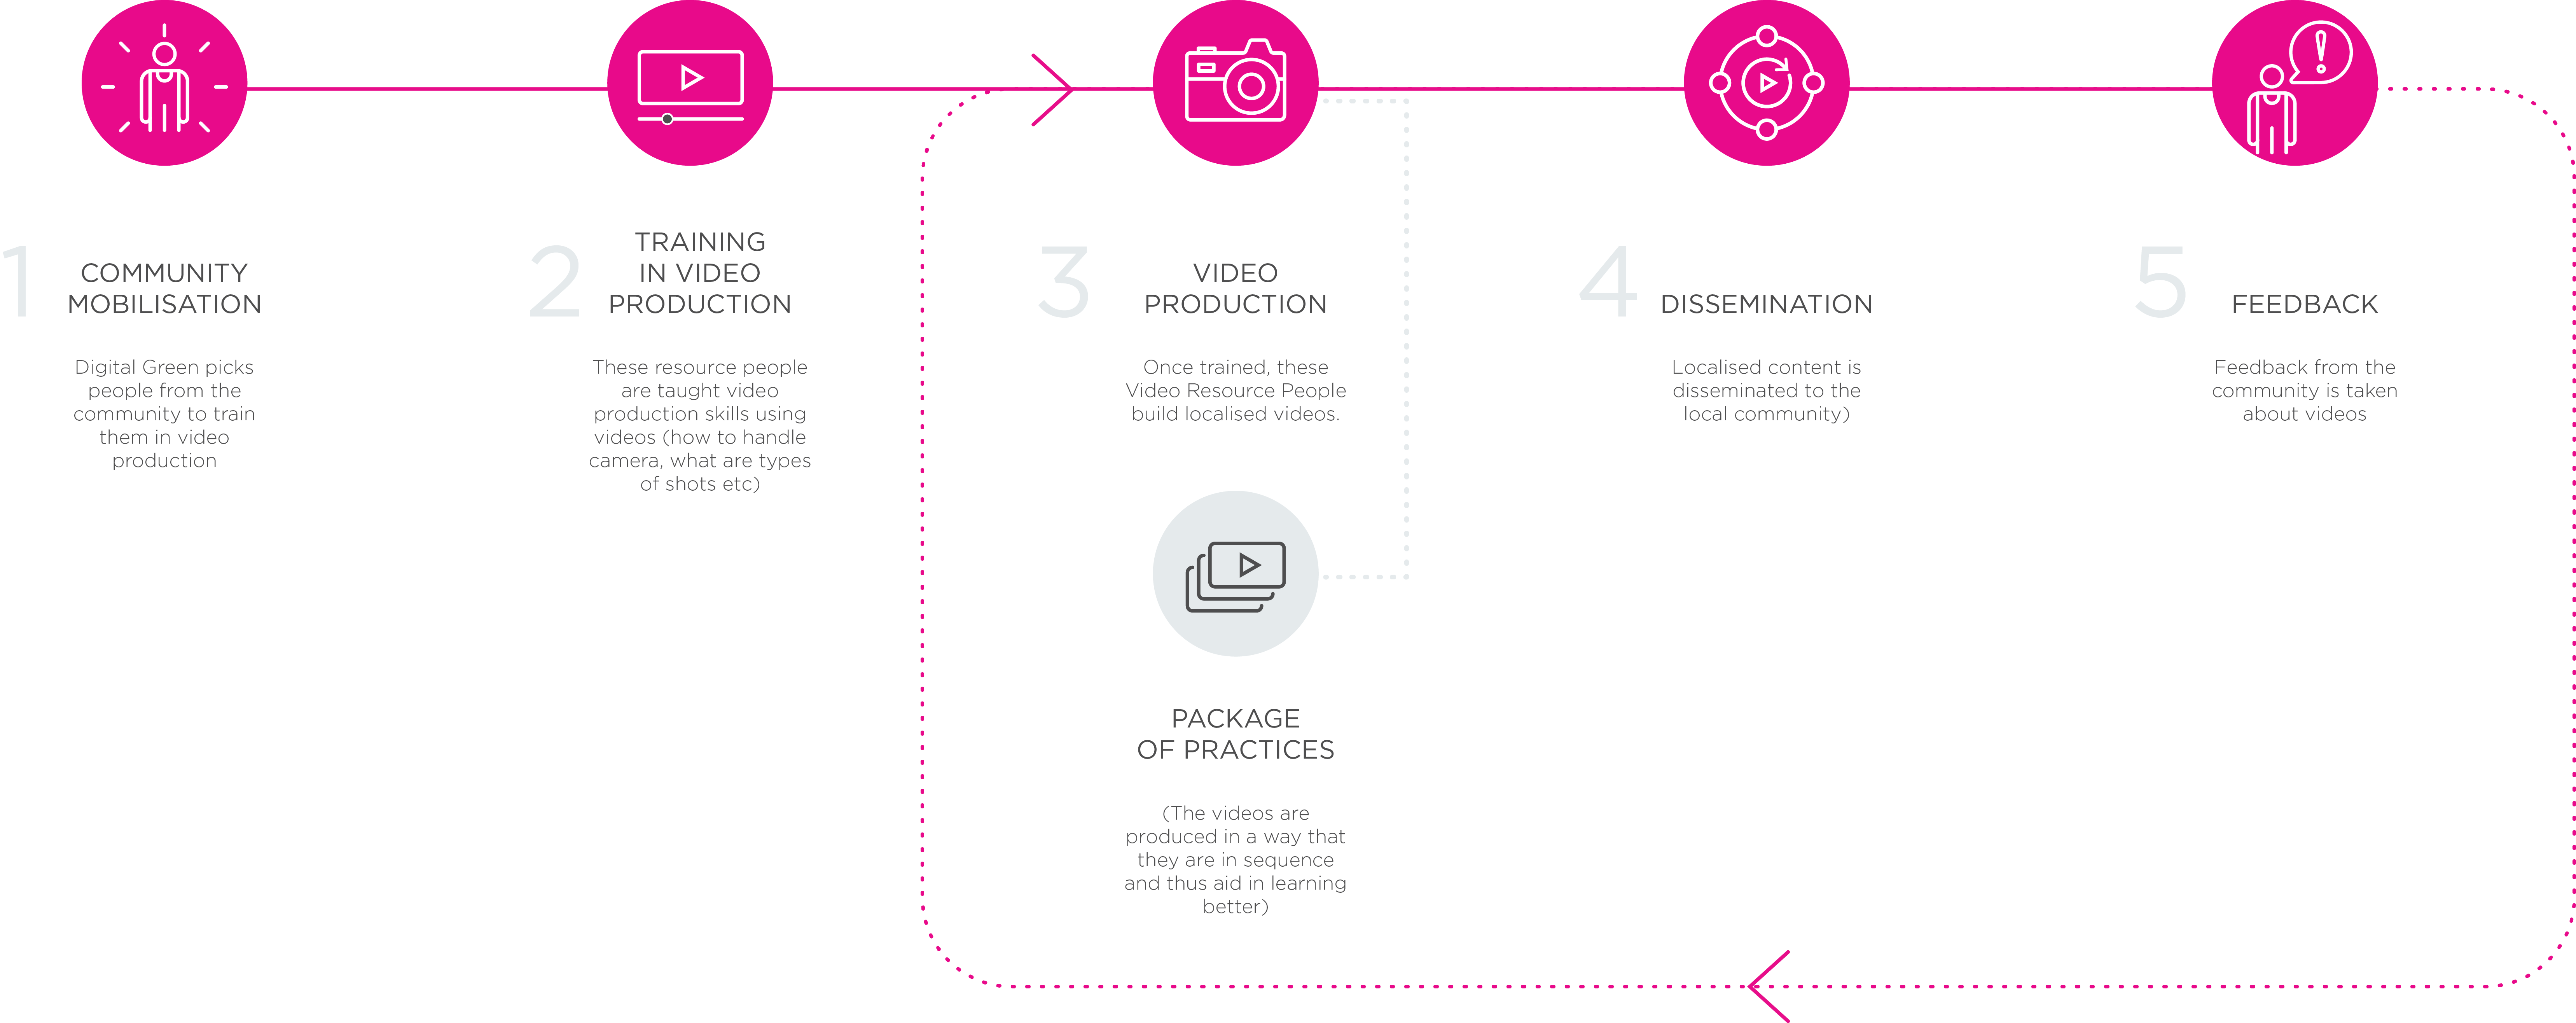 1
COMMUNITY
MOBILISATION
Digital Green picks
people from the
community to train
them in video
production
2
TRAINING
IN VIDEO
PRODUCTION
These resource people
are taught video
production skills using
videos (how to handle
camera, what are types
of shots etc)
3
VIDEO
PRODUCTION
Once trained, these
Video Resource People
build localised videos.
PACKAGE
OF PRACTICES
(The videos are
produced in a way that
they are in sequence
and thus aid in learning
better)
4
DISSEMINATION
Localised content is
disseminated to the
local community)
5
FEEDBACK
Feedback from the
community is taken
about videos